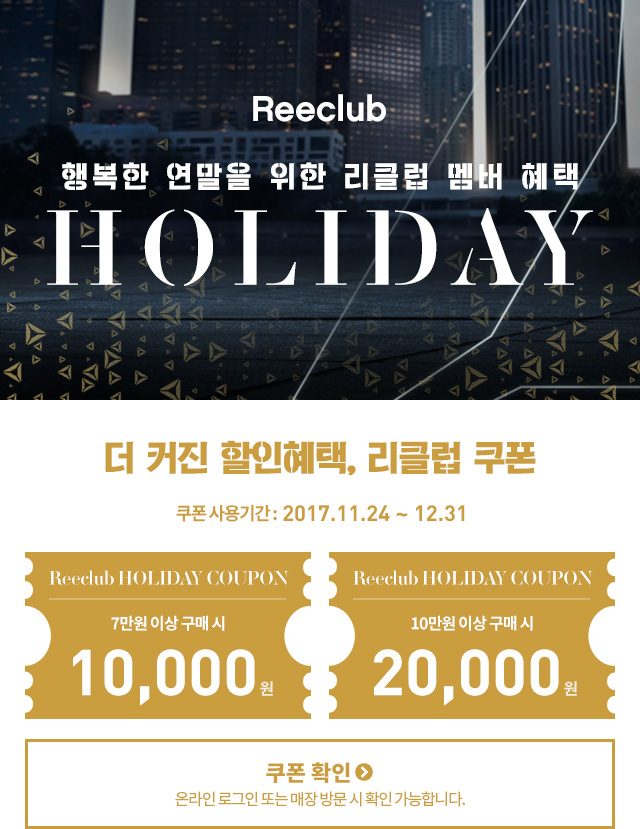 Reeclub
행복한 연말을 위한 리클럽 멤버 혜택
HOLIDAY
더 커진 할인혜택, 리클럽 쿠폰
쿠폰 사용기간 : 2017.11.24 ~ 12.31
Reeclub HOLIDAY COUPON
7만원 이상 구매 시
10,000원
Reeclub HOLIDAY COUPON
10만원 이상 구매 시
20,000원
쿠폰 확인
온라인 로그인 또는 매장 방문 시 확인 가능합니다.